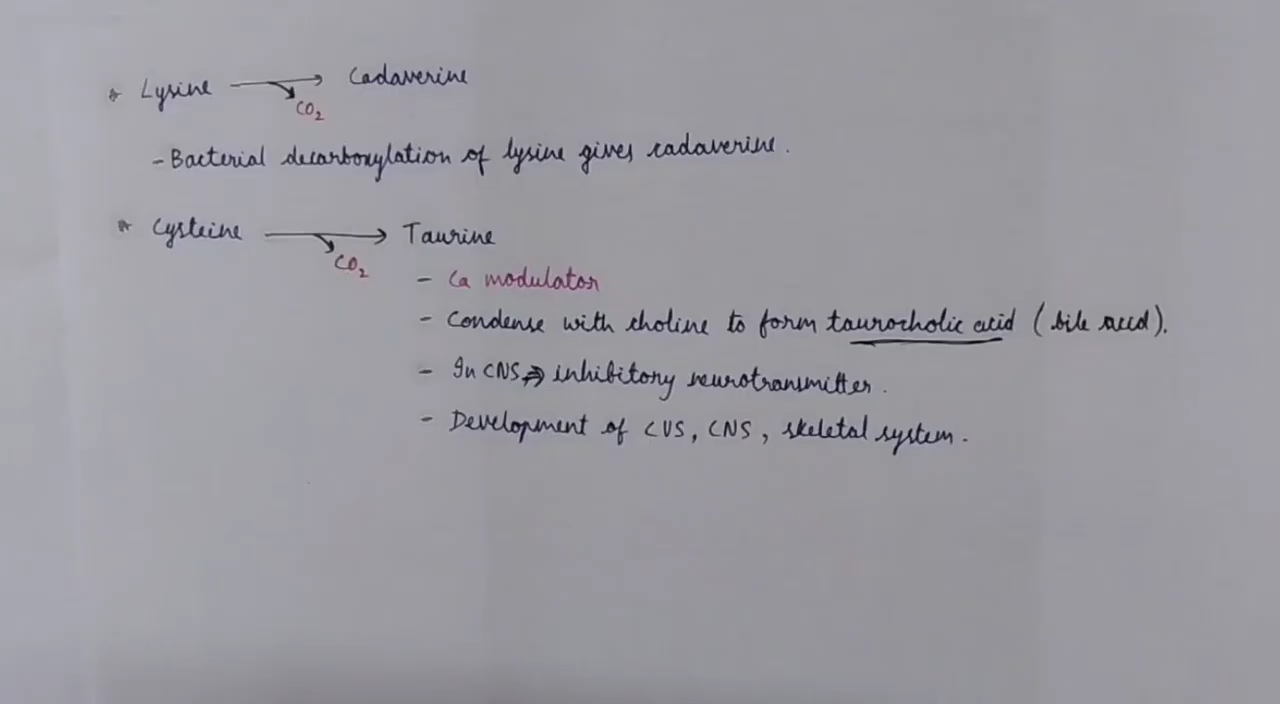 * Lysine → Cadaverine
CO2
- Bacterial decarboxylation of lysine gives cadaverine.
* Cysteine → Taurine
CO2
- Ca modulator
- Condense with choline to form taurocholic acid (bile acid).
- In CNS ⇒ inhibitory neurotransmitter.
- Development of CVS, CNS, skeletal system.